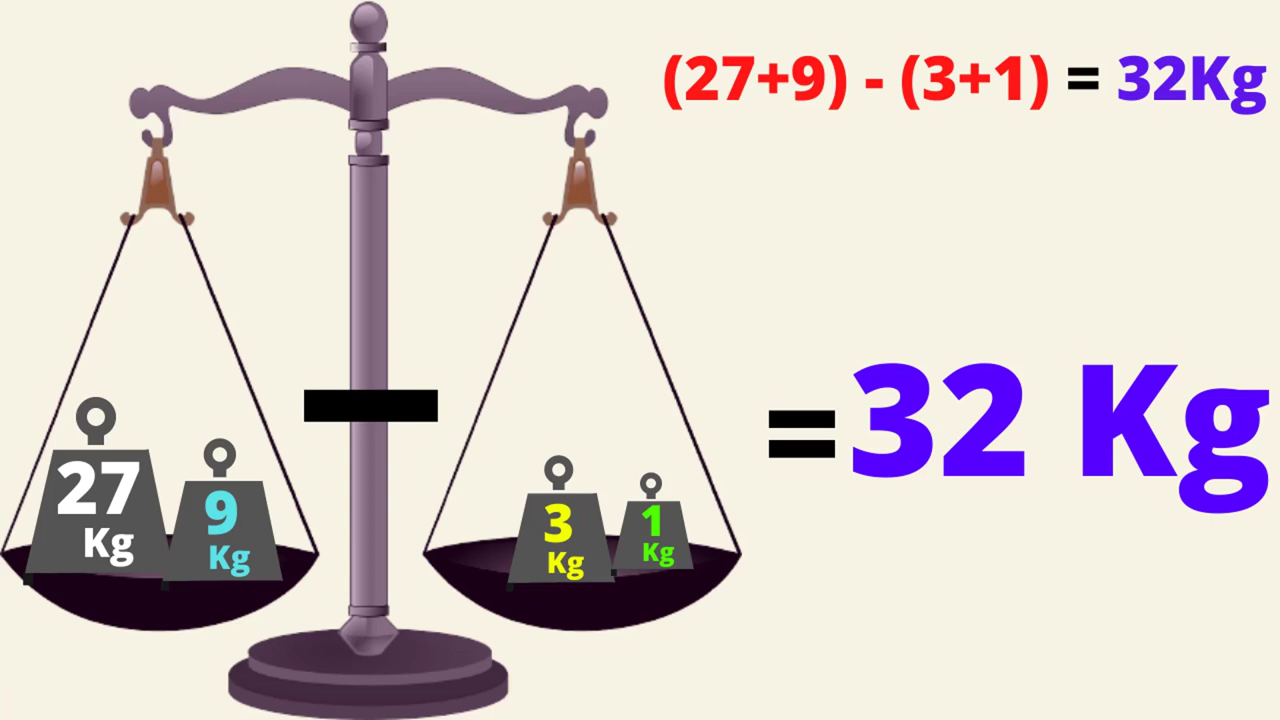 (27+9) - (3+1) = 32Kg
=32 Kg
27
Kg
9
Kg
3
Kg
1
Kg